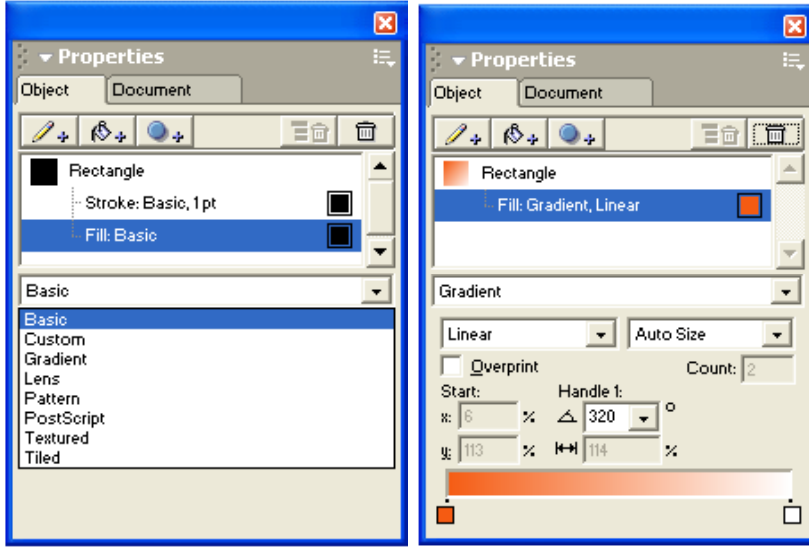 Properties
Object Document
Rectangle
Stroke: Basic, 1pt
Fill: Basic
Basic
Basic
Custom
Gradient
Lens
Pattern
PostScript
Textured
Tiled
Properties
Object Document
Rectangle
Fill: Gradient, Linear
Gradient
Linear Auto Size
Overprint Count: 2
Start: Handle 1:
x: 6 % 320 °
y: 113 % 114 %